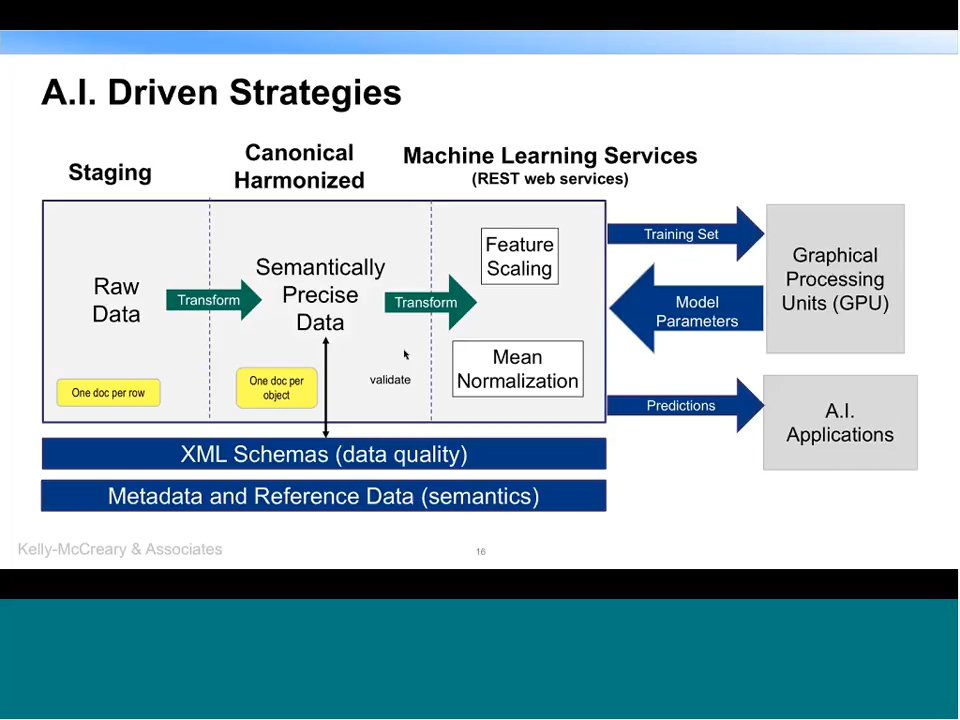 A.I. Driven Strategies
Staging
Canonical
Harmonized
Machine Learning Services
(REST web services)
Raw
Data
Transform
Semantically
Precise
Data
Transform
Feature
Scaling
Mean
Normalization
One doc per row
One doc per
object
validate
Training Set
Model
Parameters
Predictions
Graphical
Processing
Units (GPU)
A.I.
Applications
XML Schemas (data quality)
Metadata and Reference Data (semantics)
Kelly-McCreary & Associates
16